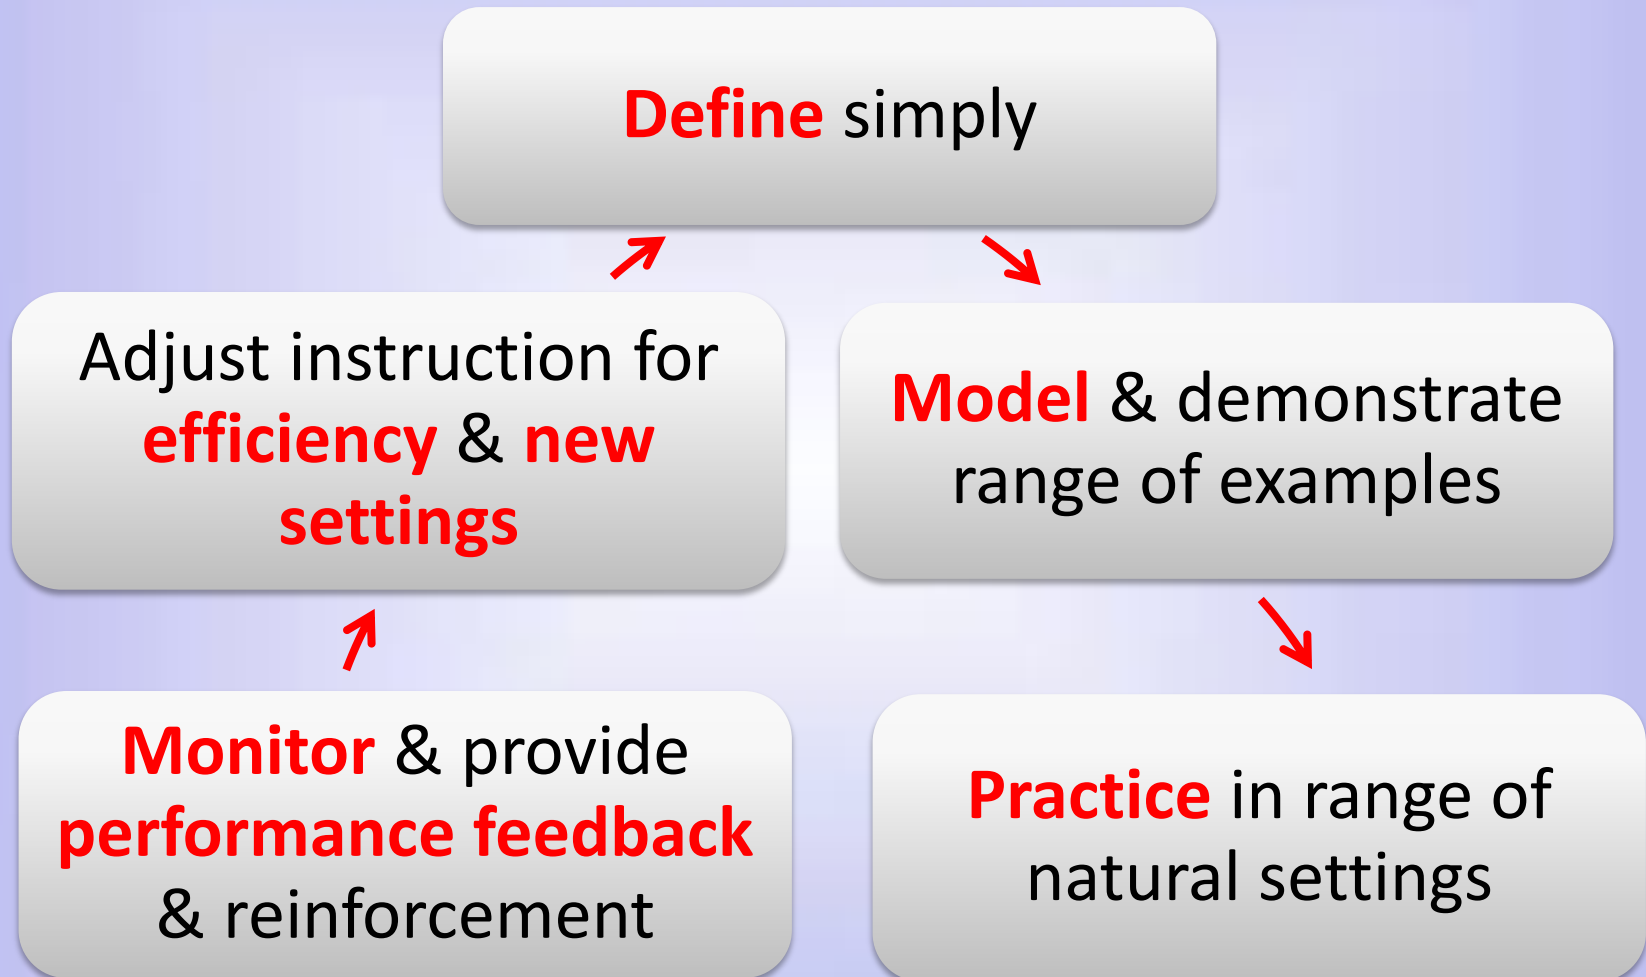 Define simply
Adjust instruction for
efficiency & new
settings
Model & demonstrate
range of examples
Monitor & provide
performance feedback
& reinforcement
Practice in range of
natural settings